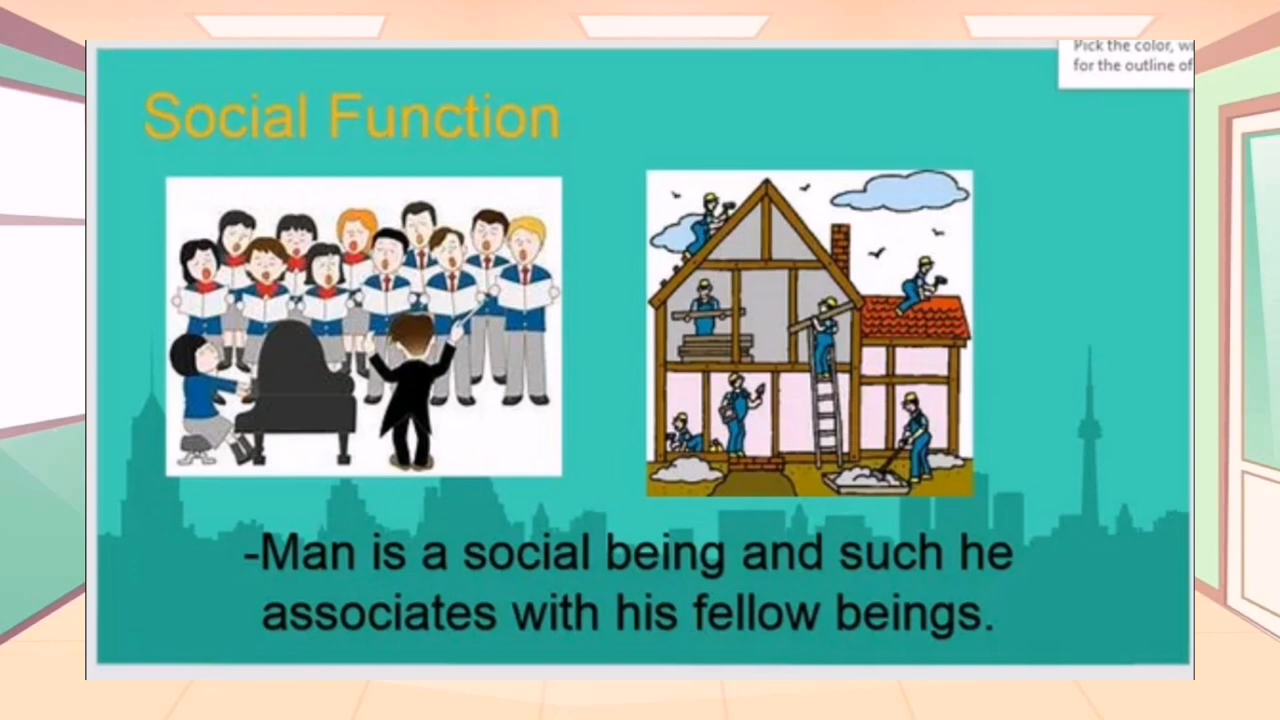 Pick the color, w
for the outline of
Social Function
-Man is a social being and such he
associates with his fellow beings.